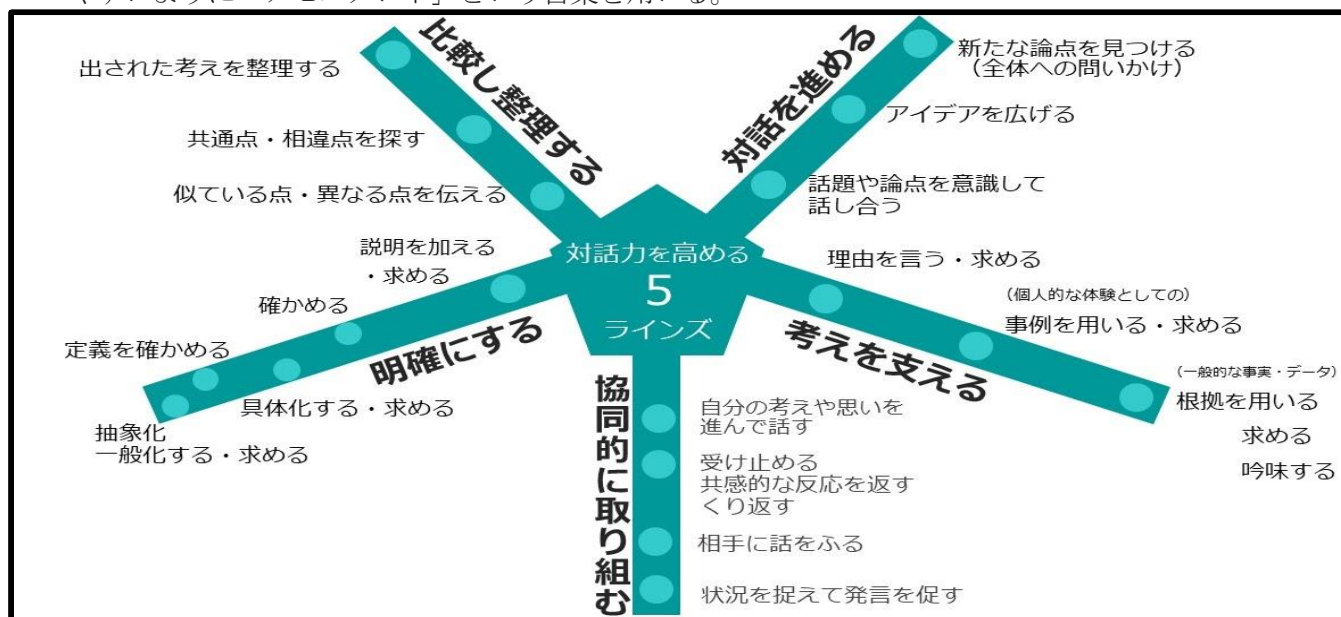 という言葉を用いる。
出された考えを整理する
共通点・相違点を探す
似ている点・異なる点を伝える
比較し整理する
対話を進める
新たな論点を見つける
（全体への問いかけ）
アイデアを広げる
話題や論点を意識して
話し合う
対話力を高める
5
ラインズ
説明を加える
・求める
確かめる
定義を確かめる
具体化する・求める
抽象化
一般化する・求める
明確にする
理由を言う・求める
（個人的な体験としての）
事例を用いる・求める
（一般的な事実・データ）
根拠を用いる
求める
吟味する
考えを支える
協同的に取り組む
自分の考えや思いを
進んで話す
受け止める
共感的な反応を返す
くり返す
相手に話をふる
状況を捉えて発言を促す